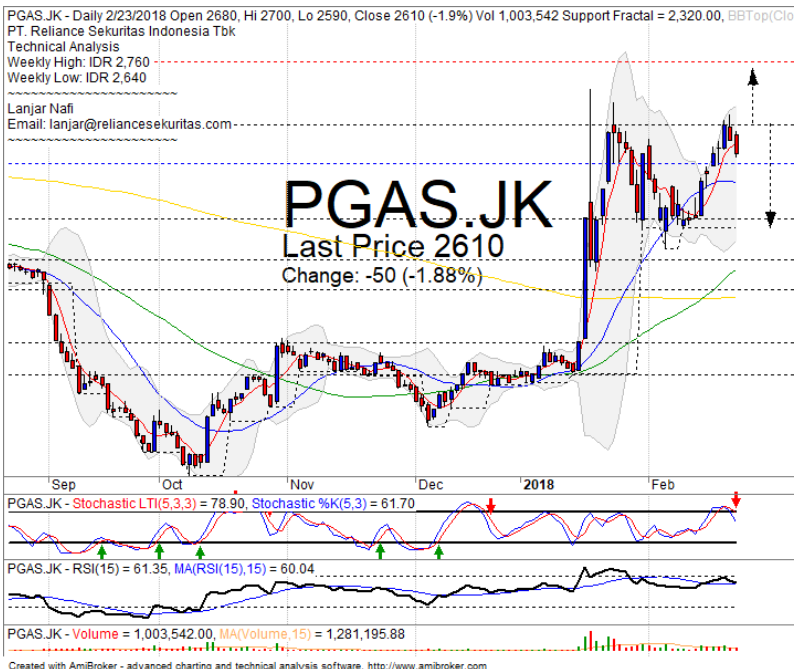 PGAS.JK - Daily 2/23/2018 Open 2680, Hi 2700, Lo 2590, Close 2610 (-1.9%) Vol 1,003,542 Support Fractal = 2,320.00, BBTop(Clo
PT. Reliance Sekuritas Indonesia Tbk
Technical Analysis
Weekly High: IDR 2,760
Weekly Low: IDR 2,640
~~~~~~~~~~~~~~~~~~~~~
Lanjar Nafi
Email: lanjar@reliancesekuritas.com
~~~~~~~~~~~~~~~~~~~~~
PGAS.JK
Last Price 2610
Change: -50 (-1.88%)
Sep Oct Nov Dec 2018 Feb
PGAS.JK - Stochastic LTI(5,3,3) = 78.90, Stochastic %K(5,3) = 61.70
PGAS.JK - RSI(15) = 61.35, MA(RSI(15),15) = 60.04
PGAS.JK - Volume = 1,003,542.00, MA(Volume,15) = 1,281,195.88
Created with AmiBroker - advanced charting and technical analysis software. http://www.amibroker.com